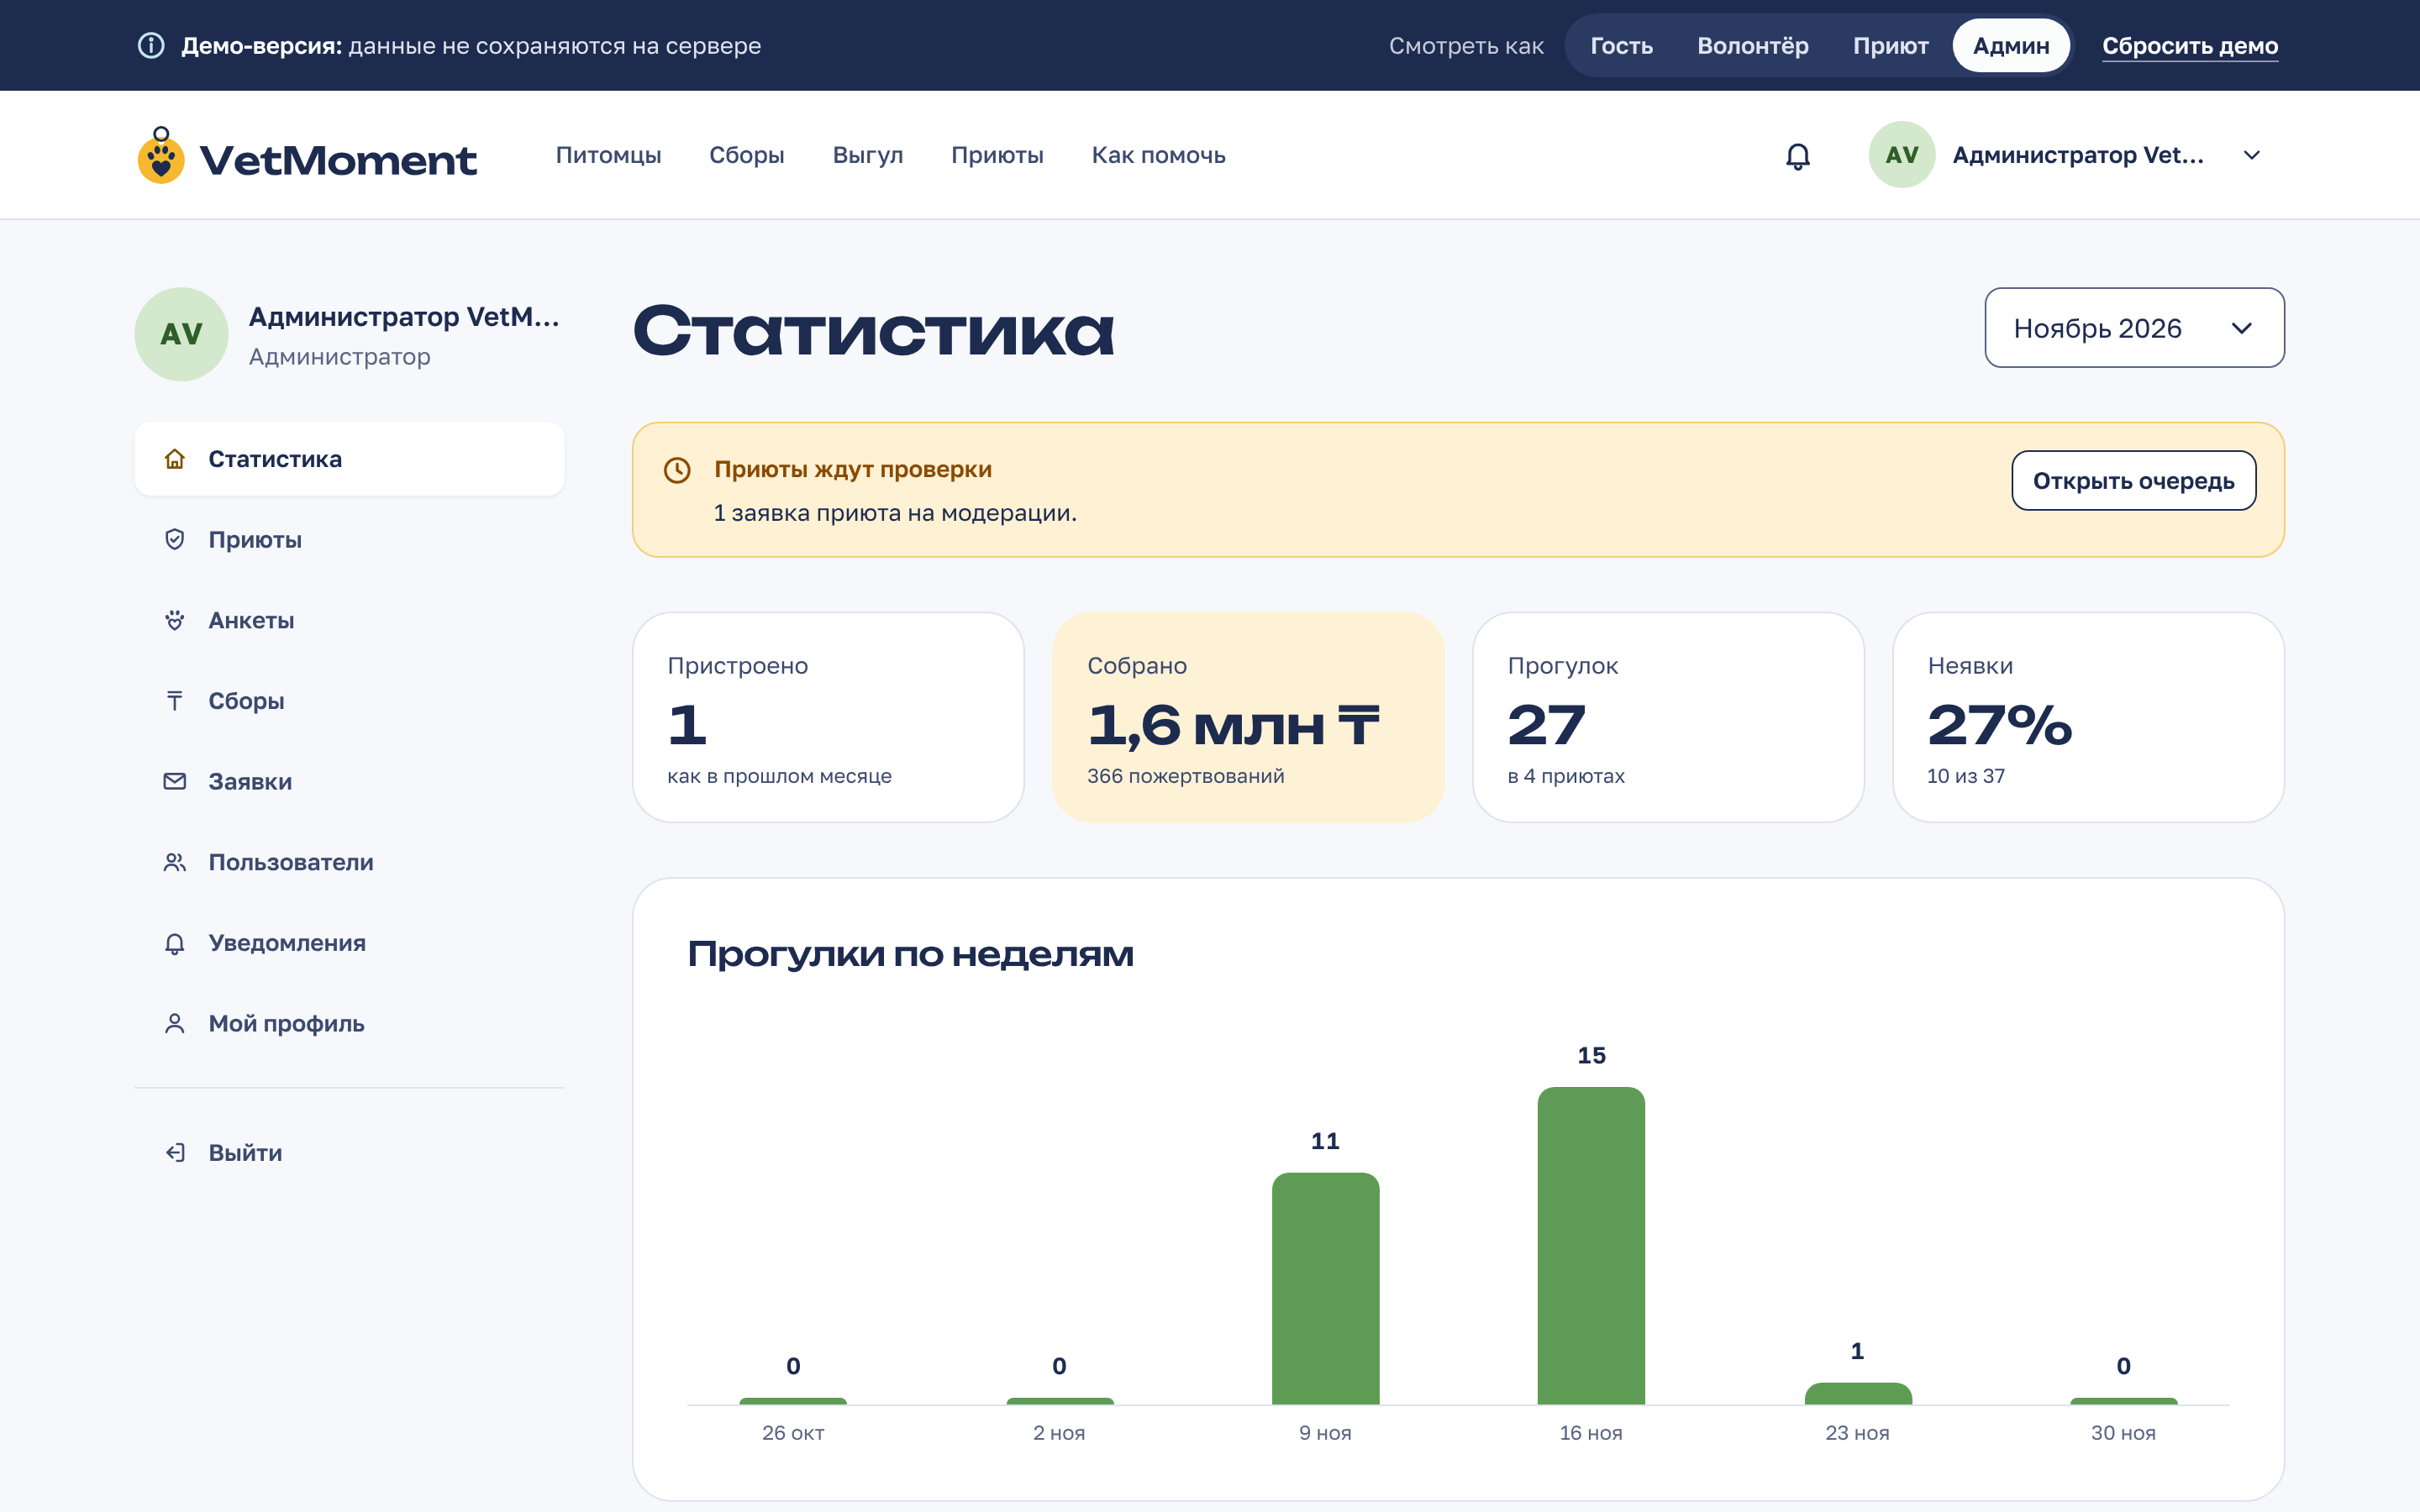 Демо-версия: данные не сохраняются на сервере
Смотреть как
Гость
Волонтёр
Приют
Админ
Сбросить демо
VetMoment
Питомцы
Сборы
Выгул
Приюты
Как помочь
AV
Администратор Vet...
AV
Администратор VetM...
Администратор
Статистика
Приюты
Анкеты
Сборы
Заявки
Пользователи
Уведомления
Мой профиль
Выйти
Статистика
Ноябрь 2026
Приюты ждут проверки
1 заявка приюта на модерации.
Открыть очередь
Пристроено
1
как в прошлом месяце
Собрано
1,6 млн ₸
366 пожертвований
Прогулок
27
в 4 приютах
Неявки
27%
10 из 37
Прогулки по неделям
0
0
11
15
1
0
26 окт
2 ноя
9 ноя
16 ноя
23 ноя
30 ноя